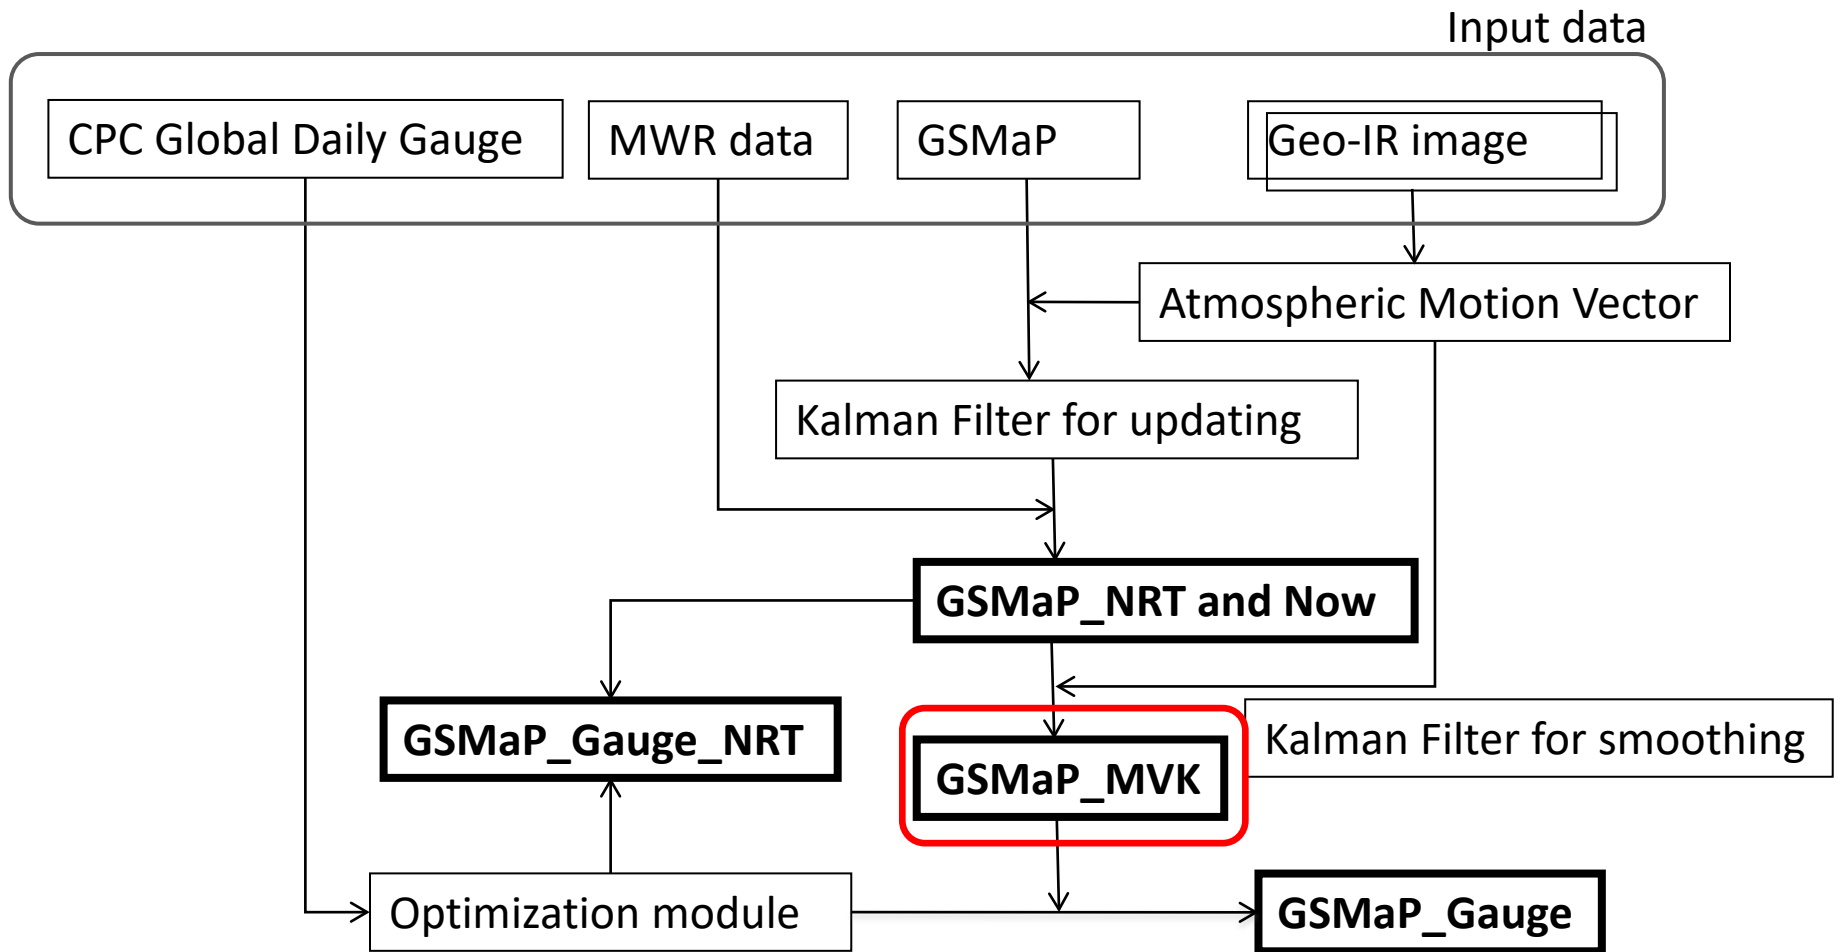 Input data
CPC Global Daily Gauge
MWR data
GSMaP
Geo-IR image
Atmospheric Motion Vector
Kalman Filter for updating
GSMaP_NRT and Now
GSMaP_Gauge_NRT
Kalman Filter for smoothing
GSMaP_MVK
Optimization module
GSMaP_Gauge